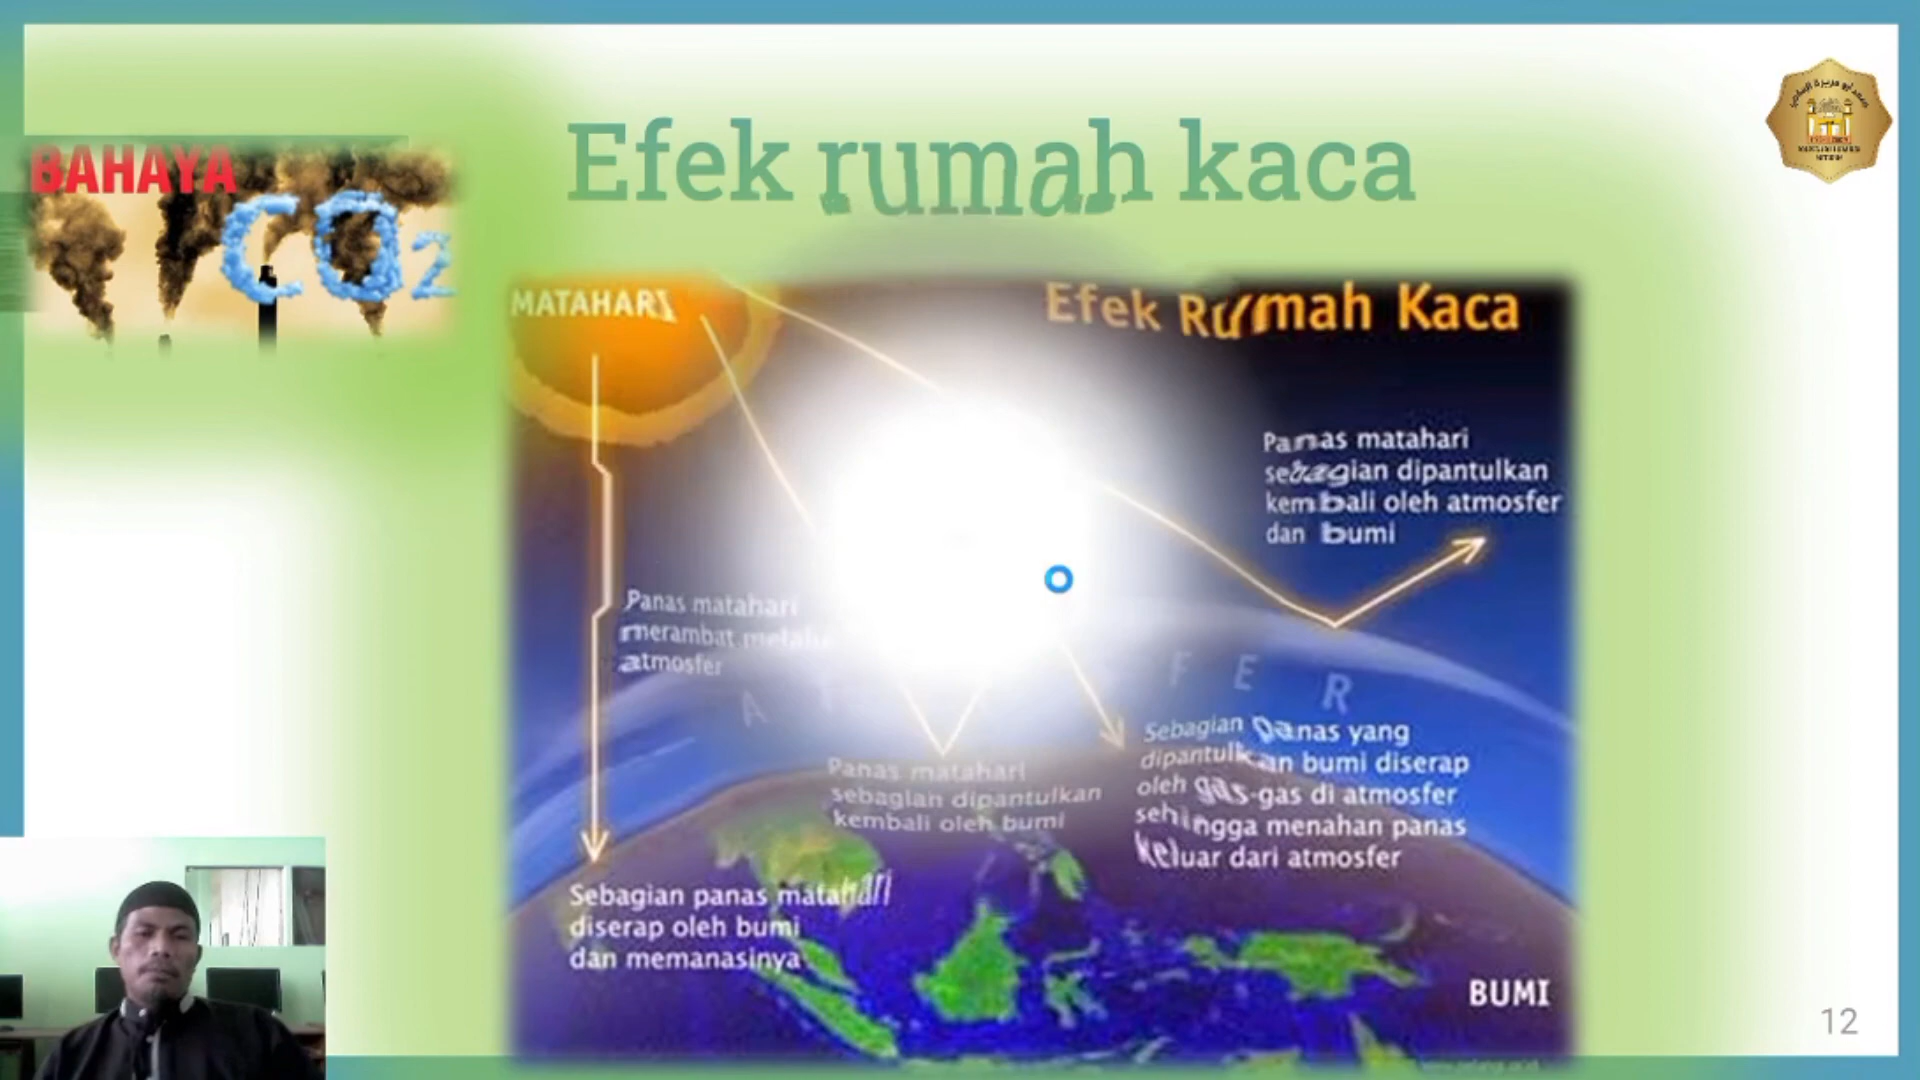 Efek rumah kaca
BAHAYA
CO2
MATAHARI
Efek Rumah Kaca
Panas matahari
sebagian dipantulkan
kembali oleh atmosfer
dan bumi
Panas matahari
merambat melalui
atmosfer
A
F E R
Sebagian panas yang
dipantulkan bumi diserap
oleh gas-gas di atmosfer
sehingga menahan panas
keluar dari atmosfer
Panas matahari
sebagian dipantulkan
kembali oleh bumi
Sebagian panas matahari
diserap oleh bumi
dan memanasinya
BUMI
12